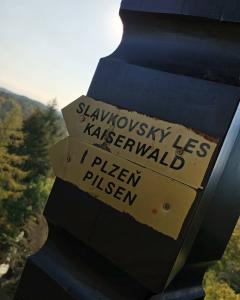 SLAVKOVSKÝ LES
KAISERWALD
I PLZEŇ
PILSEN